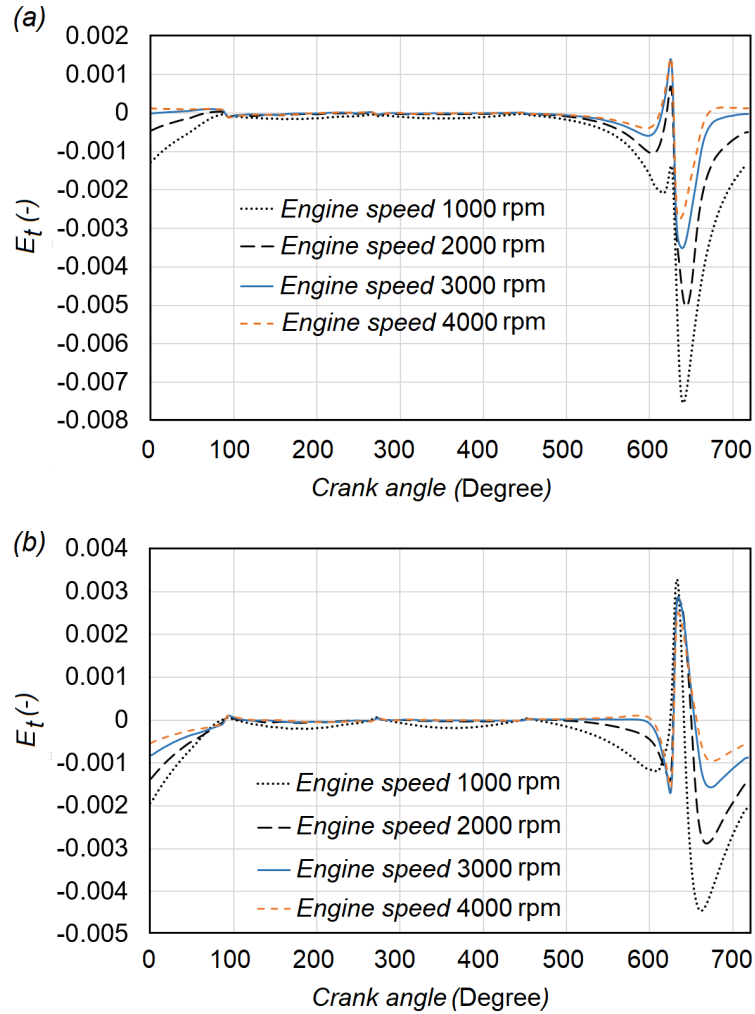 (a)
0.002
0.001
0
-0.001
-0.002
-0.003
-0.004
-0.005
-0.006
-0.007
-0.008
Et (-)
Engine speed 1000 rpm
Engine speed 2000 rpm
Engine speed 3000 rpm
Engine speed 4000 rpm
0 100 200 300 400 500 600 700
Crank angle (Degree)
(b)
0.004
0.003
0.002
0.001
0
-0.001
-0.002
-0.003
-0.004
-0.005
Et (-)
Engine speed 1000 rpm
Engine speed 2000 rpm
Engine speed 3000 rpm
Engine speed 4000 rpm
0 100 200 300 400 500 600 700
Crank angle (Degree)